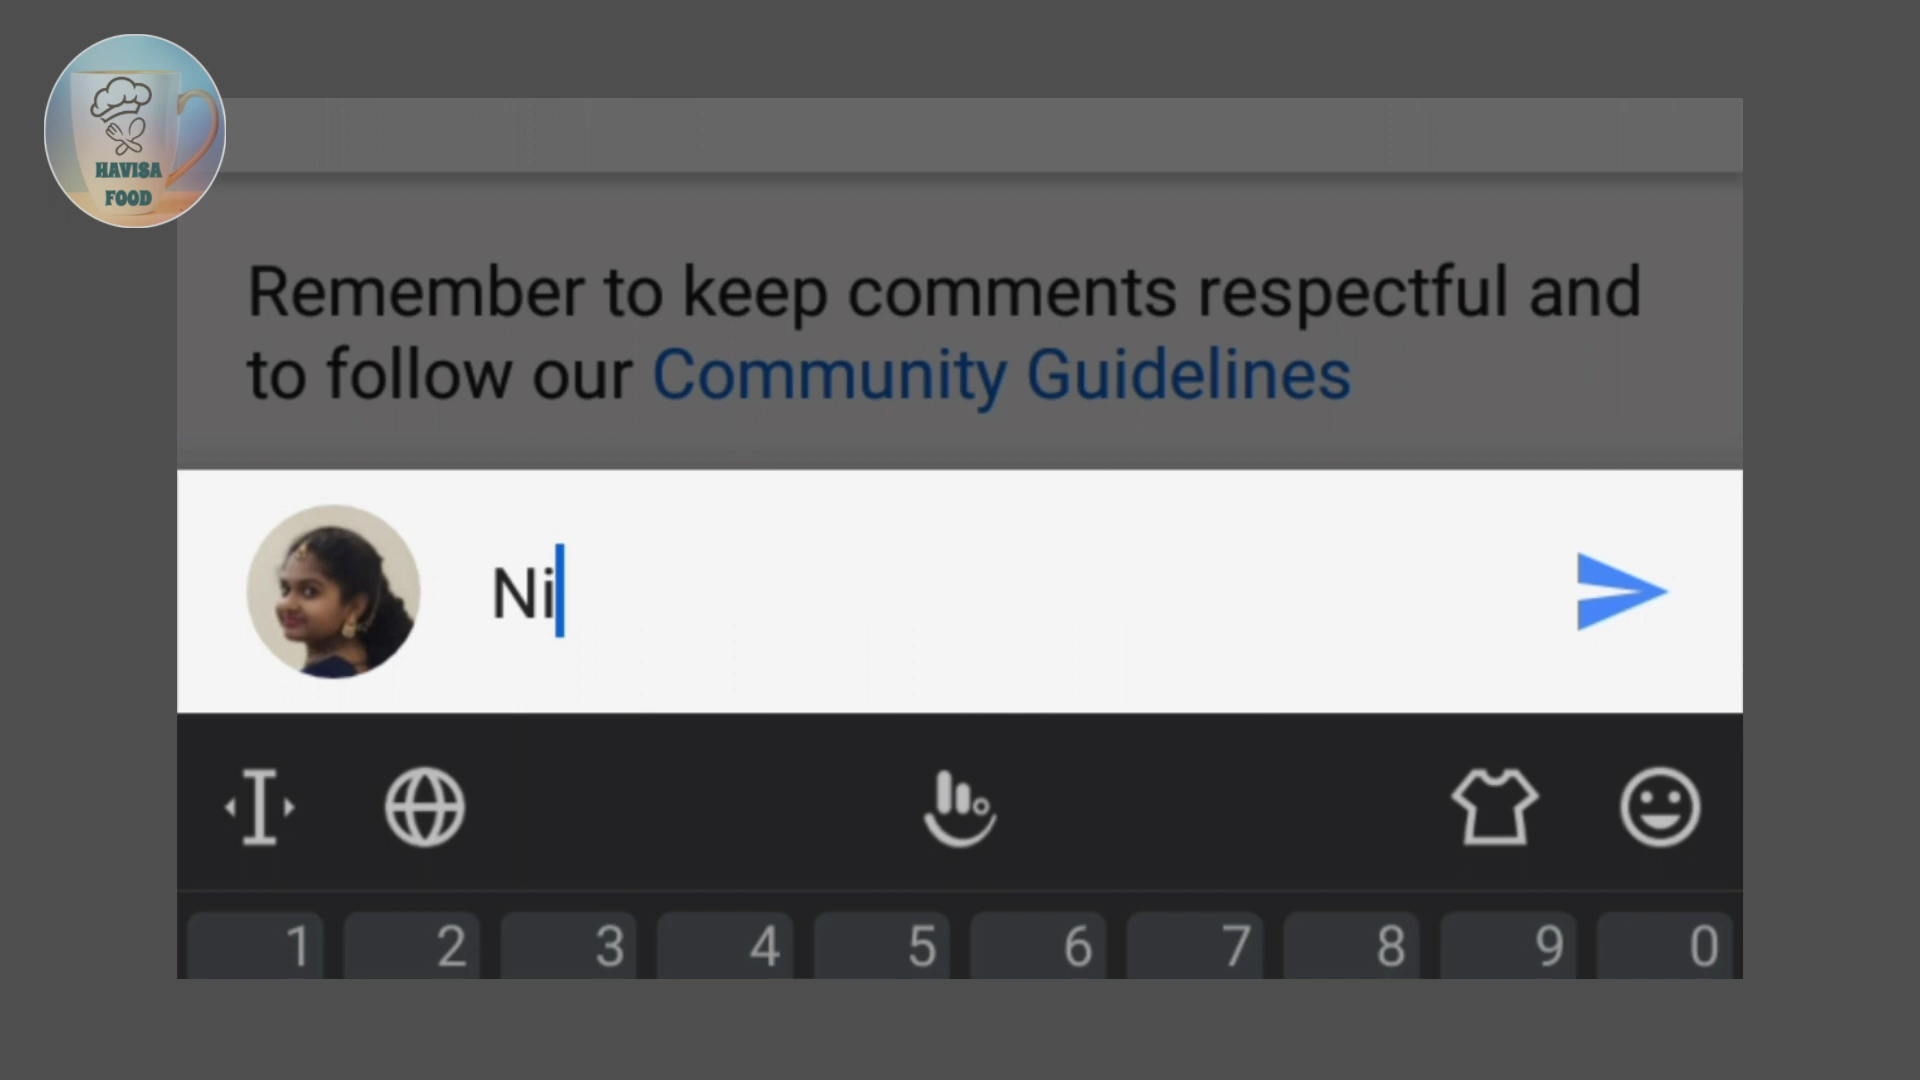 HAVISA
FOOD
Remember to keep comments respectful and
to follow our Community Guidelines
Ni
1 2 3 4 5 6 7 8 9 0